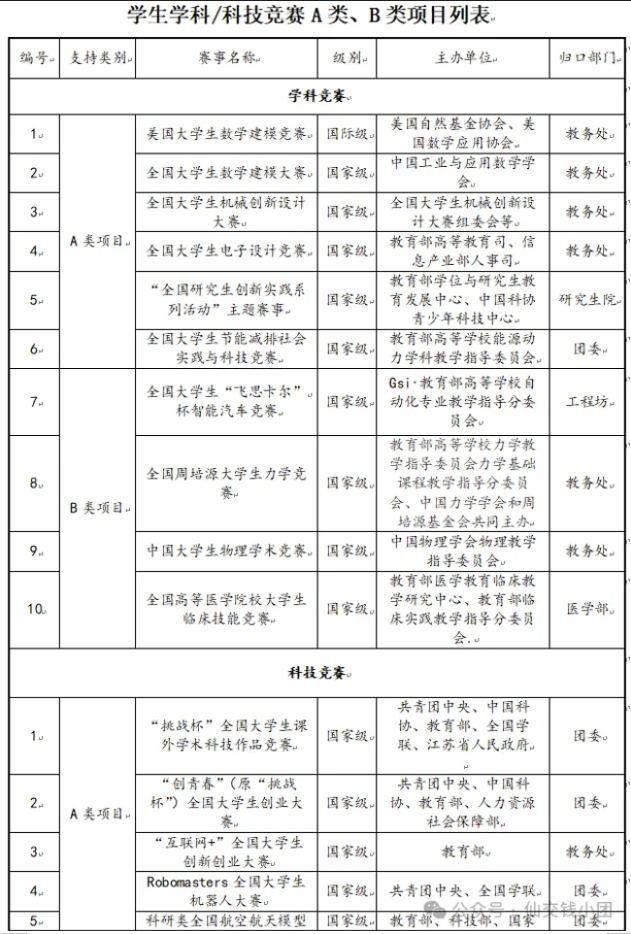 学生学科/科技竞赛 A 类、B 类项目列表
编号 支持类别 赛事名称 级别 主办单位 归口部门
学科竞赛
1 美国大学生数学建模竞赛 国际级 美国自然基金协会、美
国数学应用协会 教务处
2 全国大学生数学建模大赛 国家级 中国工业与应用数学学
会 教务处
3 全国大学生机械创新设计
大赛 国家级 全国大学生机械创新设
计大赛组委会等 教务处
A 类项目
4 全国大学生电子设计竞赛 国家级 教育部高等教育司、信
息产业部人事司 教务处
5 “全国研究生创新实践系
列活动”主题赛事 国家级 教育部学位与研究生教
育发展中心、中国科协
青少年科技中心 研究生院
6 全国大学生节能减排社会
实践与科技竞赛 国家级 教育部高等学校能源动
力学科教学指导委员会 团委
7 全国大学生“飞思卡尔”
杯智能汽车竞赛 国家级 Gsi·教育部高等学校自
动化专业教学指导分委
员会 工程坊
8 全国周培源大学生力学竞
赛 国家级 教育部高等学校力学教
学指导委员会力学基础
课程教学指导分委员
会、中国力学学会和周
培源基金会共同主办 教务处
B 类项目
9 中国大学生物理学术竞赛 国家级 中国物理学会物理教学
指导委员会 教务处
10 全国高等医学院校大学生
临床技能竞赛 国家级 教育部医学教育临床教
学研究中心、教育部临
床实践教学指导分委员
会. 医学部
科技竞赛
1 “挑战杯”全国大学生课
外学术科技作品竞赛 国家级 共青团中央、中国科
协、教育部、全国学
联、江苏省人民政府 团委
2 “创青春”(原“挑战
杯”) 全国大学生创业大
赛 国家级 共青团中央、中国科
协、教育部、人力资源
社会保障部 团委
A 类项目
3 “互联网+”全国大学生
创新创业大赛 国家级 教育部 教务处
4 Robomasters 全国大学生
机器人大赛 国家级 共青团中央、全国学联 团委
5 科研类全国航空航天模型 国家级 教育部、科技部、国家 团委
公众号·仙交钱小团